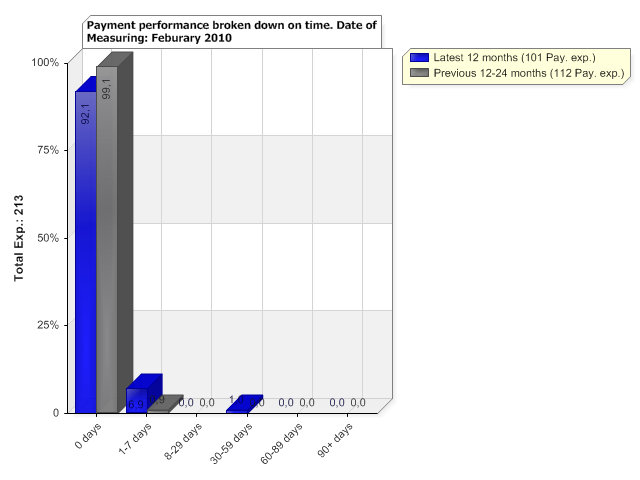 Payment performance broken down on time. Date of
Measuring: Feburary 2010
Latest 12 months (101 Pay. exp.)
Previous 12-24 months (112 Pay. exp.)
Total Exp.: 213
100%
75%
50%
25%
0
92,1
99,1
6,9
0,0
0,0
0,0
0,0
0,0
0,0
0 days
1-7 days
8-29 days
30-59 days
60-89 days
90+ days